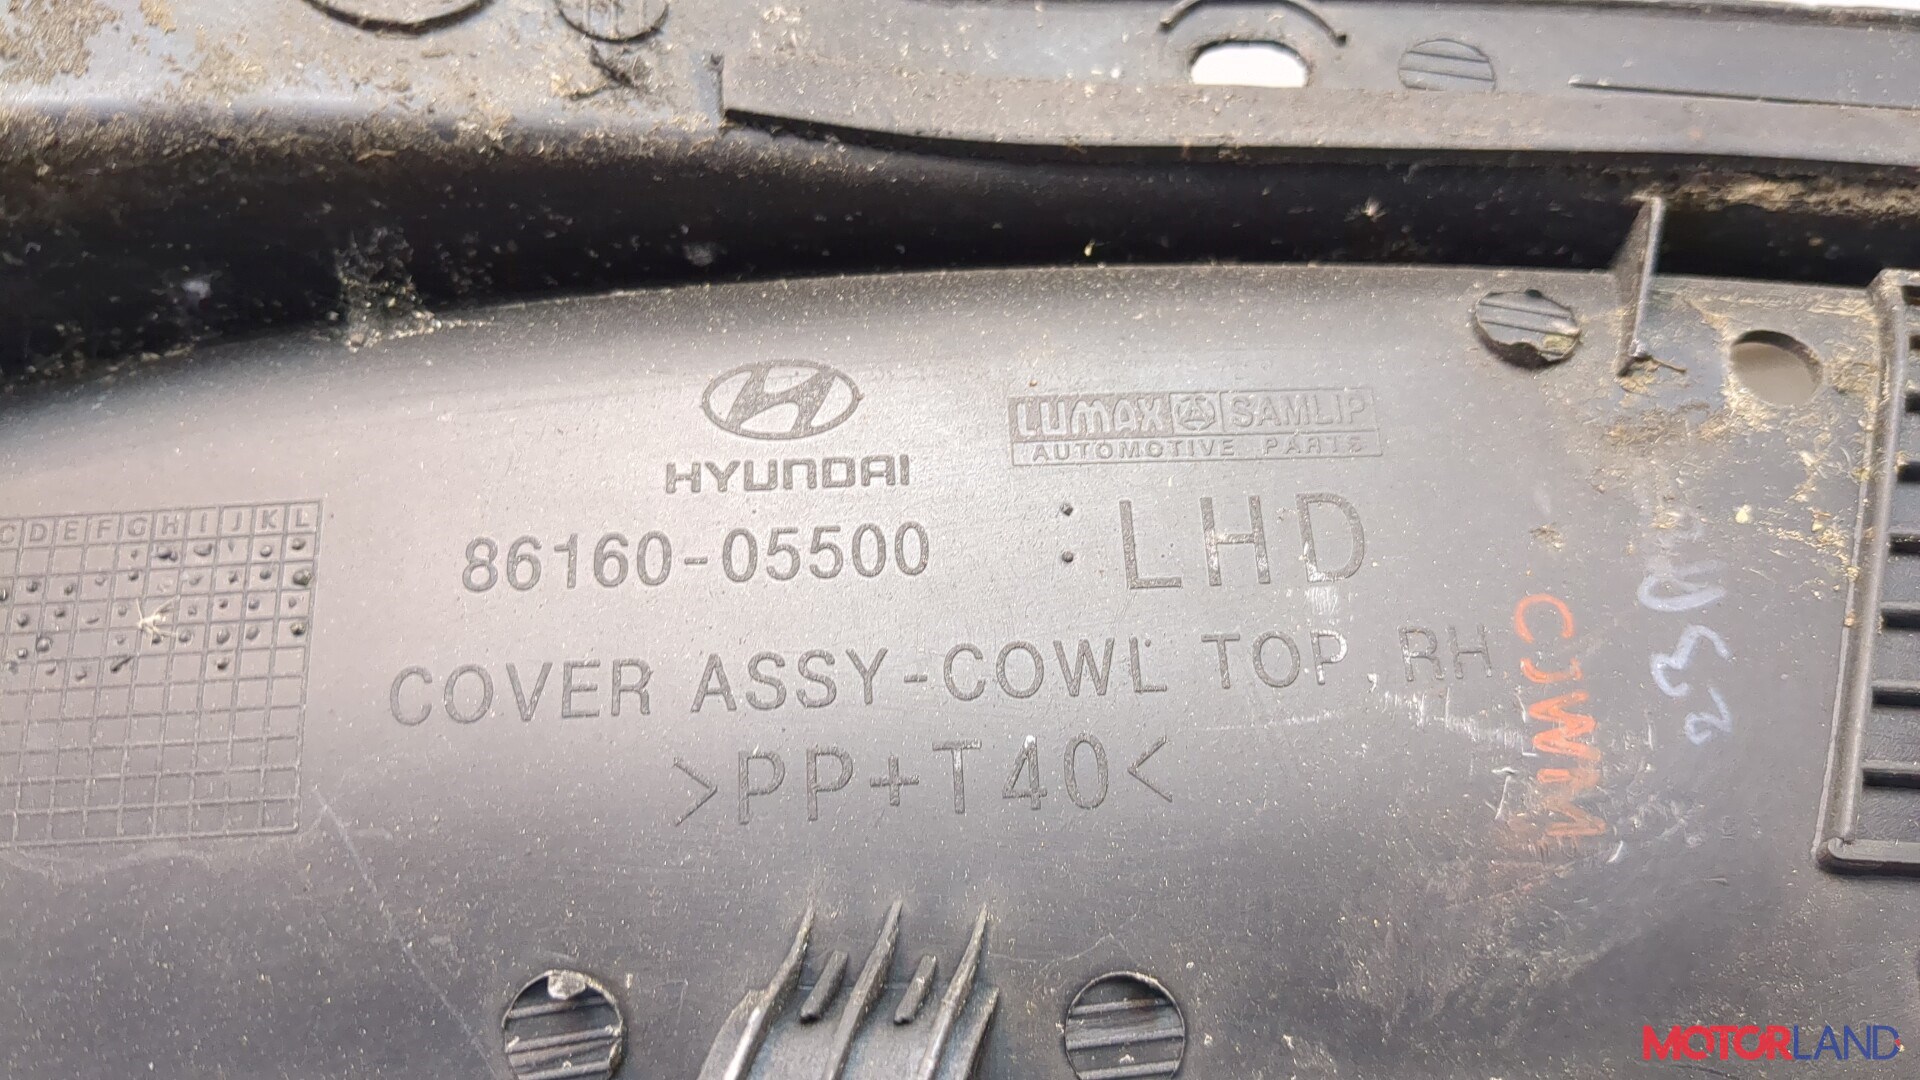 HYUNDAI
LUMAX SAMLIP
AUTOMOTIVE PARTS
C D E F G H I J K L
86160-05500 : LHD
COVER ASSY-COWL TOP, RH
>PP+T40<
CJWM
MOTORLAND